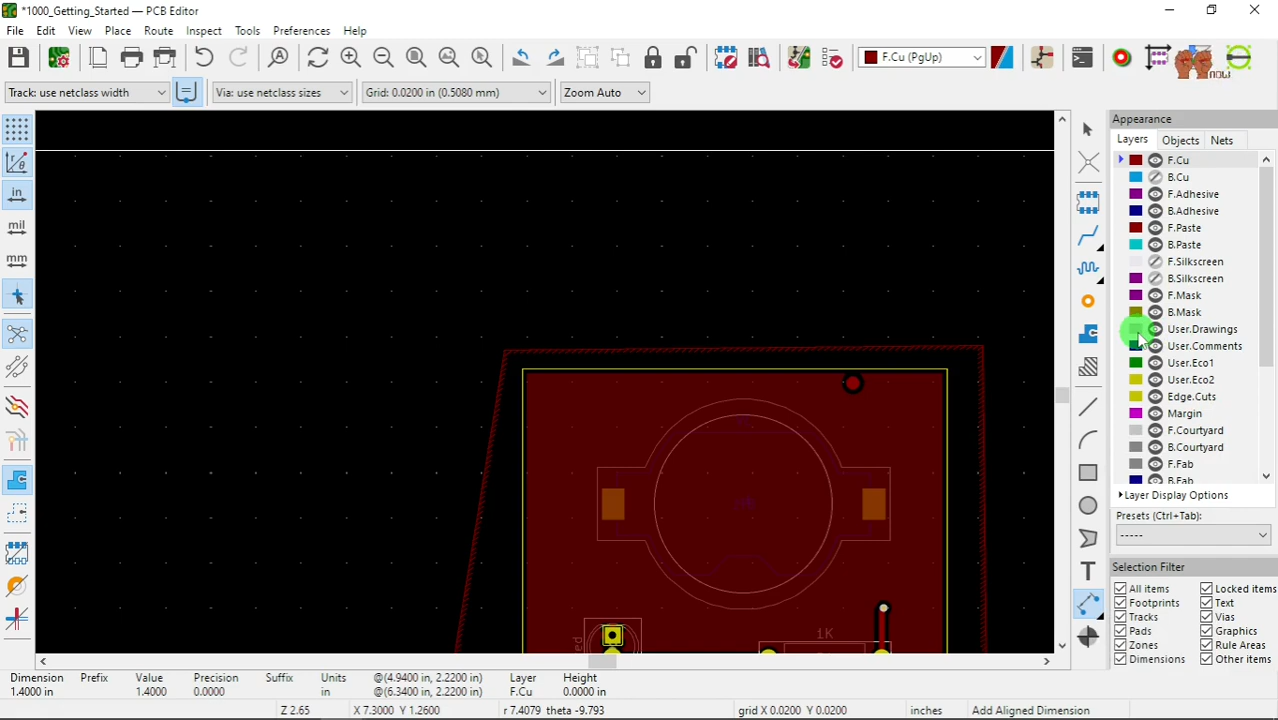 *1000_Getting_Started — PCB Editor
File Edit View Place Route Inspect Tools Preferences Help
F.Cu (PgUp)
now
Track: use netclass width Via: use netclass sizes Grid: 0.0200 in (0.5080 mm) Zoom Auto
in
mil
mm
Appearance
Layers Objects Nets
F.Cu
B.Cu
F.Adhesive
B.Adhesive
F.Paste
B.Paste
F.Silkscreen
B.Silkscreen
F.Mask
B.Mask
User.Drawings
User.Comments
User.Eco1
User.Eco2
Edge.Cuts
Margin
F.Courtyard
B.Courtyard
F.Fab
B.Fab
Layer Display Options
Presets (Ctrl+Tab):
-----
Selection Filter
All items Locked items
Footprints Text
Tracks Vias
Pads Graphics
Zones Rule Areas
Dimensions Other items
1K
led
Dimension Prefix Value Precision Suffix Units @(4.9400 in, 2.2200 in) Layer Height
1.4000 in 1.4000 0.0000 in @(6.3400 in, 2.2200 in) F.Cu 0.0000 in
Z 2.65 X 7.3000 Y 1.2600 r 7.4079 theta -9.793 grid X 0.0200 Y 0.0200 inches Add Aligned Dimension